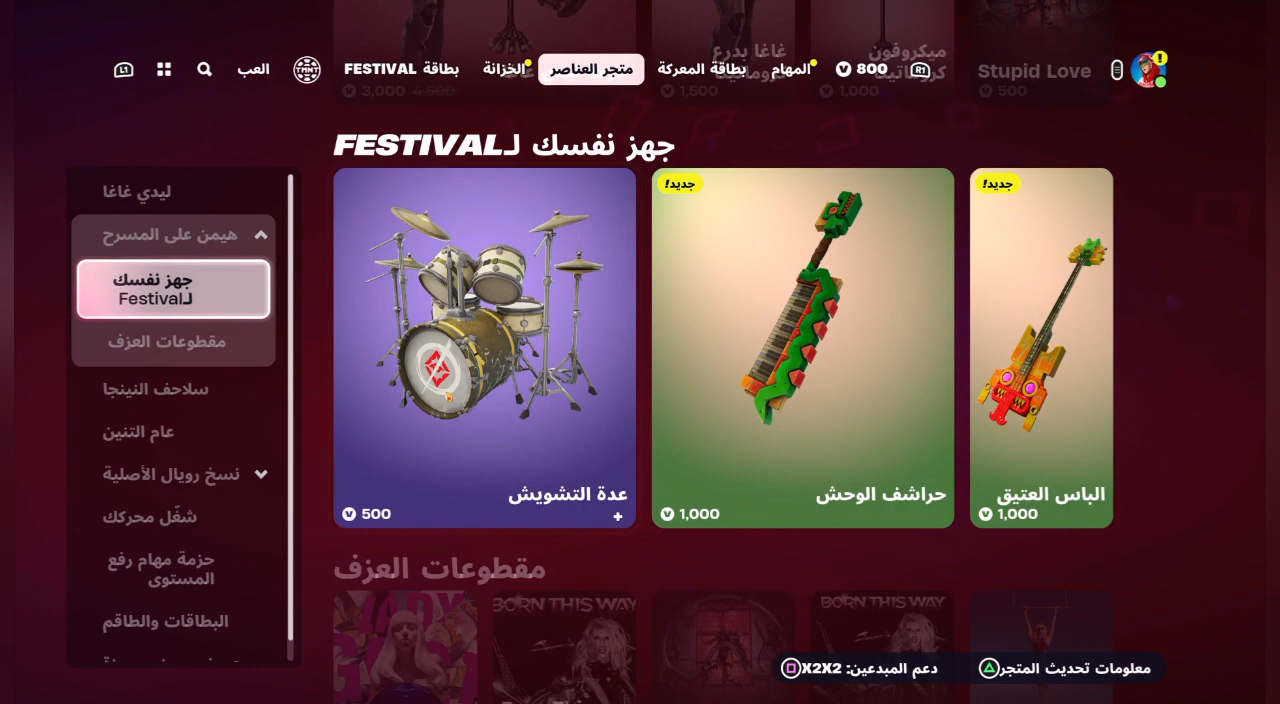 غاغا بدرع
ميكروفون
كروماتيك
Stupid Love
3,000 4,500
1,500
1,000
500
L1
العب
TMNT
بطاقة FESTIVAL
الخزانة
متجر العناصر
بطاقة المعركة
المهام
800
R1
جهز نفسك لـFESTIVAL
ليدي غاغا
هيمن على المسرح
جهز نفسك
لـFestival
مقطوعات العزف
سلاحف النينجا
عام التنين
نسخ رويال الأصلية
شغّل محركك
حزمة مهام رفع
المستوى
البطاقات والطاقم
عدة التشويش
500
+
جديد!
حراشف الوحش
1,000
جديد!
الباس العتيق
1,000
مقطوعات العزف
BORN THIS WAY
BORN THIS WAY
دعم المبدعين: X2X2
معلومات تحديث المتجر